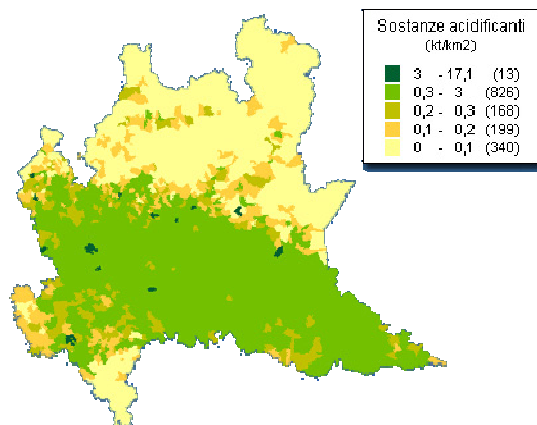 Sostanze acidificanti
(kt/km2)
3 - 17,1 (13)
0,3 - 3 (826)
0,2 - 0,3 (168)
0,1 - 0,2 (199)
0 - 0,1 (340)